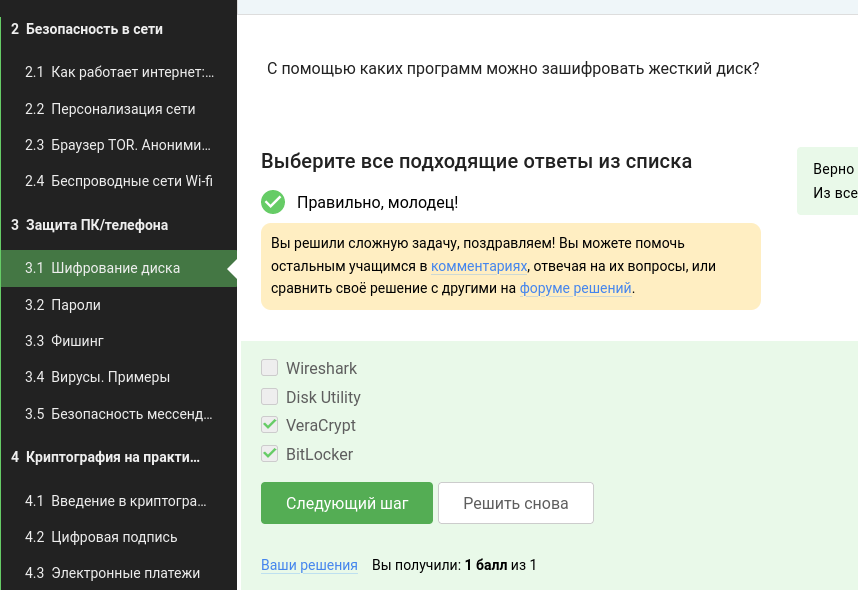 2 Безопасность в сети
2.1 Как работает интернет:...
2.2 Персонализация сети
2.3 Браузер TOR. Аноними...
2.4 Беспроводные сети Wi-fi
3 Защита ПК/телефона
3.1 Шифрование диска
3.2 Пароли
3.3 Фишинг
3.4 Вирусы. Примеры
3.5 Безопасность мессенд...
4 Криптография на практи...
4.1 Введение в криптогра...
4.2 Цифровая подпись
4.3 Электронные платежи
С помощью каких программ можно зашифровать жесткий диск?
Выберите все подходящие ответы из списка
Правильно, молодец!
Верно
Из все
Вы решили сложную задачу, поздравляем! Вы можете помочь
остальным учащимся в комментариях, отвечая на их вопросы, или
сравнить своё решение с другими на форуме решений.
Wireshark
Disk Utility
VeraCrypt
BitLocker
Следующий шаг
Решить снова
Ваши решения Вы получили: 1 балл из 1